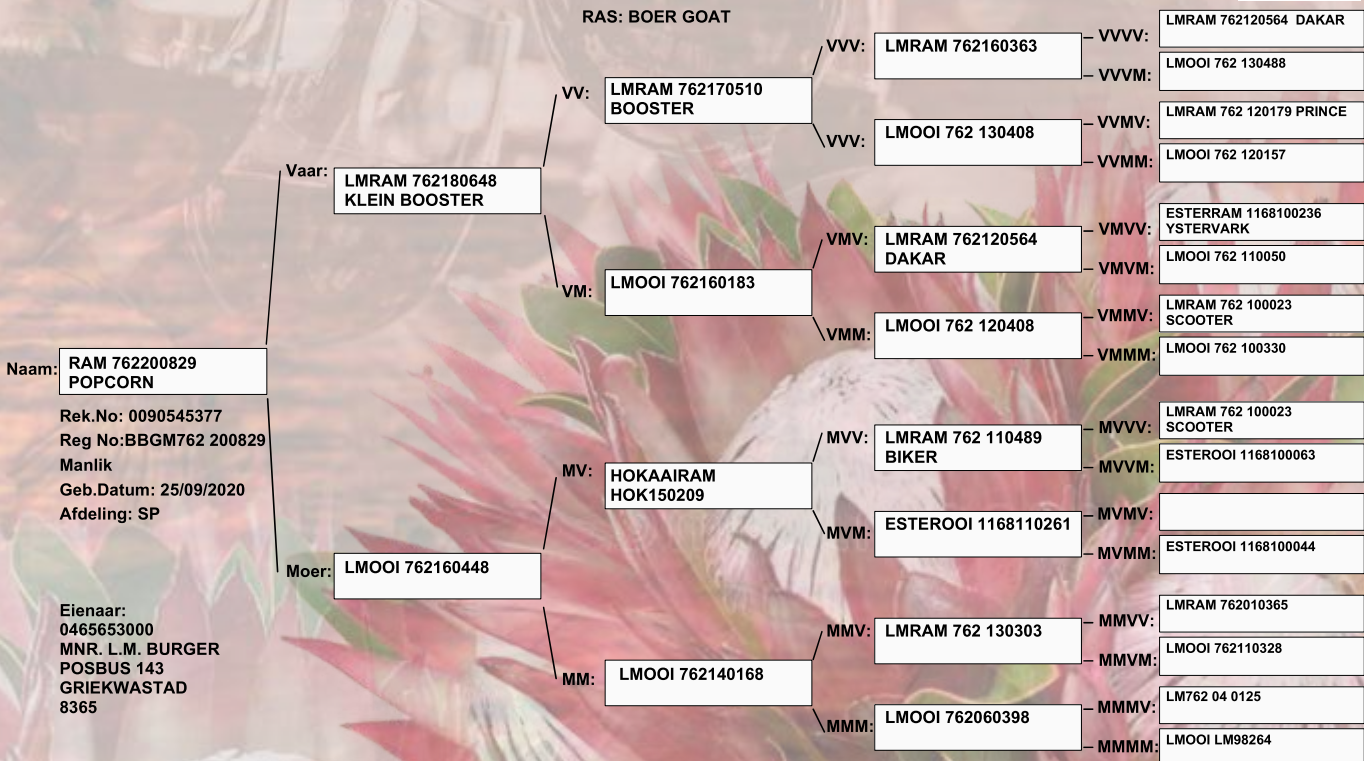 RAS: BOER GOAT
Naam:
RAM 762200829
POPCORN
Rek.No: 0090545377
Reg No:BBGM762 200829
Manlik
Geb.Datum: 25/09/2020
Afdeling: SP
Eienaar:
0465653000
MNR. L.M. BURGER
POSBUS 143
GRIEKWASTAD
8365
Vaar:
LMRAM 762180648
KLEIN BOOSTER
Moer:
LMOOI 762160448
VV:
LMRAM 762170510
BOOSTER
VM:
LMOOI 762160183
MV:
HOKAAIRAM
HOK150209
MM:
LMOOI 762140168
VVV:
LMRAM 762160363
VVV:
LMOOI 762 130408
VMV:
LMRAM 762120564
DAKAR
VMM:
LMOOI 762 120408
MVV:
LMRAM 762 110489
BIKER
MVM:
ESTEROOI 1168110261
MMV:
LMRAM 762 130303
MMM:
LMOOI 762060398
VVVV:
LMRAM 762120564 DAKAR
VVVM:
LMOOI 762 130488
VVMV:
LMRAM 762 120179 PRINCE
VVMM:
LMOOI 762 120157
VMVV:
ESTERRAM 1168100236
YSTERVARK
VMVM:
LMOOI 762 110050
VMMV:
LMRAM 762 100023
SCOOTER
VMMM:
LMOOI 762 100330
MVVV:
LMRAM 762 100023
SCOOTER
MVVM:
ESTEROOI 1168100063
MVMV:
MVMM:
ESTEROOI 1168100044
MMVV:
LMRAM 762010365
MMVM:
LMOOI 762110328
MMMV:
LM762 04 0125
MMMM:
LMOOI LM98264